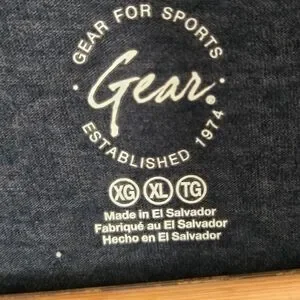 GEAR FOR SPORTS
Gear.®
ESTABLISHED 1974
XG XL TG
Made in El Salvador
Fabriqué au El Salvador
Hecho en El Salvador